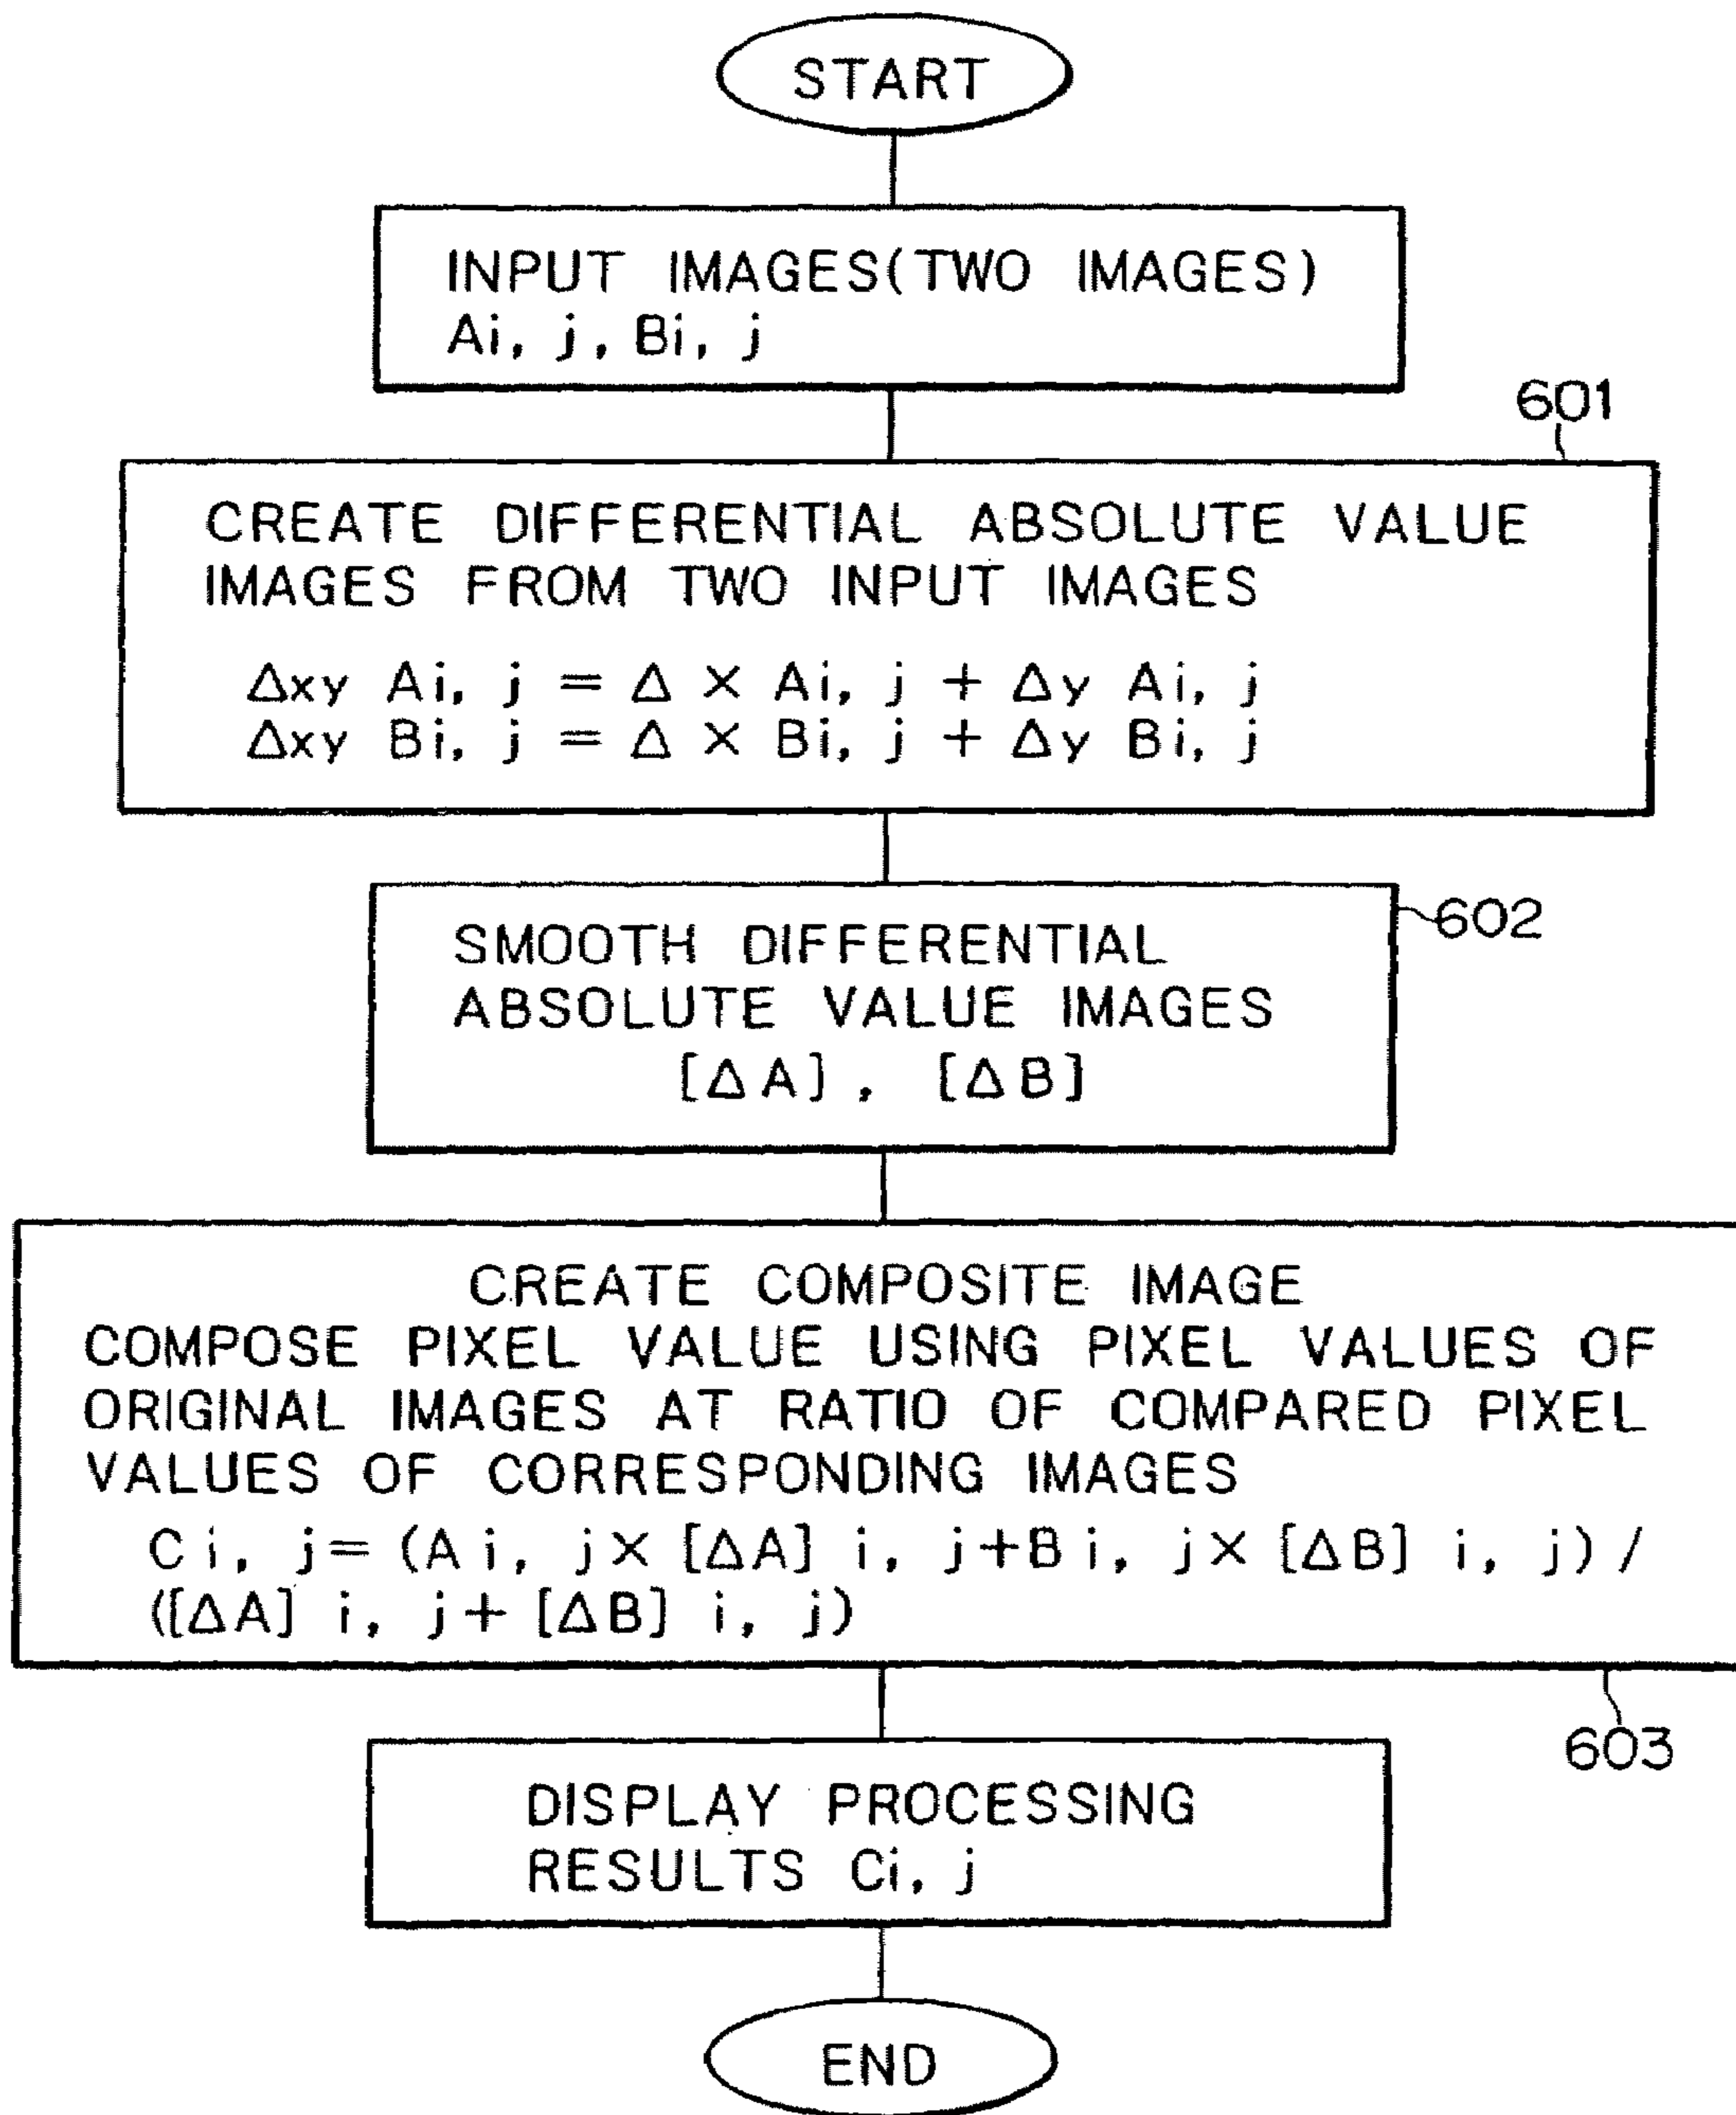 START
INPUT IMAGES(TWO IMAGES)
Ai, j, Bi, j
601
CREATE DIFFERENTIAL ABSOLUTE VALUE
IMAGES FROM TWO INPUT IMAGES
Δxy Ai, j = Δ × Ai, j + Δy Ai, j
Δxy Bi, j = Δ × Bi, j + Δy Bi, j
602
SMOOTH DIFFERENTIAL
ABSOLUTE VALUE IMAGES
[ΔA], [ΔB]
CREATE COMPOSITE IMAGE
COMPOSE PIXEL VALUE USING PIXEL VALUES OF
ORIGINAL IMAGES AT RATIO OF COMPARED PIXEL
VALUES OF CORRESPONDING IMAGES
Ci, j= (Ai, j× [ΔA] i, j+Bi, j× [ΔB] i, j) /
([ΔA] i, j+ [ΔB] i, j)
603
DISPLAY PROCESSING
RESULTS Ci, j
END